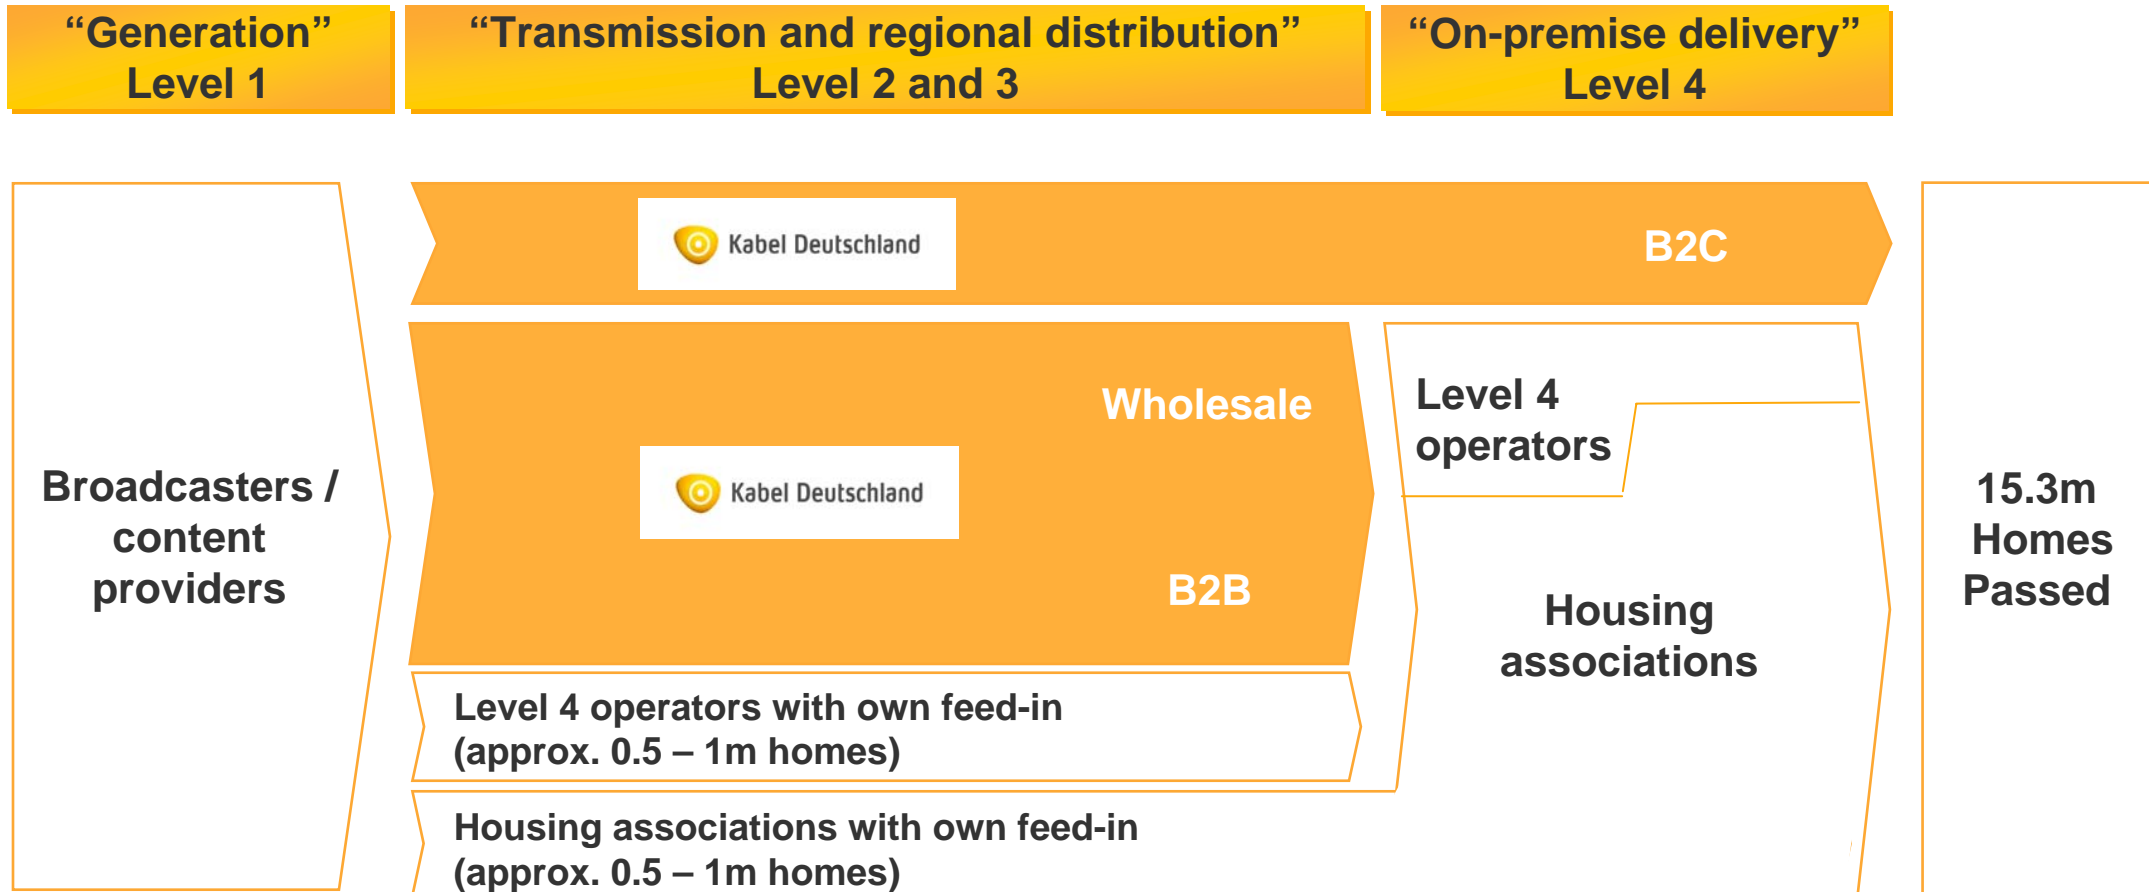 “Generation”
Level 1
“Transmission and regional distribution”
Level 2 and 3
“On-premise delivery”
Level 4
Kabel Deutschland
B2C
Broadcasters /
content
providers
Wholesale
Kabel Deutschland
B2B
Level 4
operators
Housing
associations
15.3m
Homes
Passed
Level 4 operators with own feed-in
(approx. 0.5 – 1m homes)
Housing associations with own feed-in
(approx. 0.5 – 1m homes)